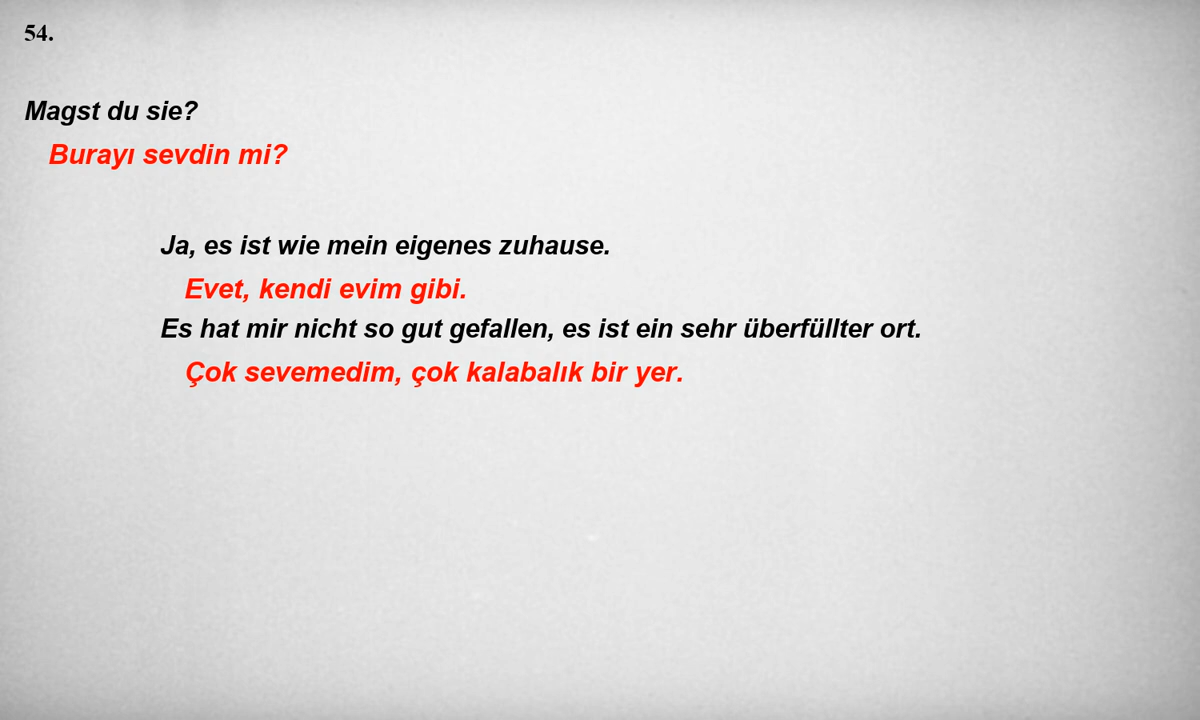 54.
Magst du sie?
Burayı sevdin mi?
Ja, es ist wie mein eigenes zuhause.
Evet, kendi evim gibi.
Es hat mir nicht so gut gefallen, es ist ein sehr überfüllter ort.
Çok sevemedim, çok kalabalık bir yer.